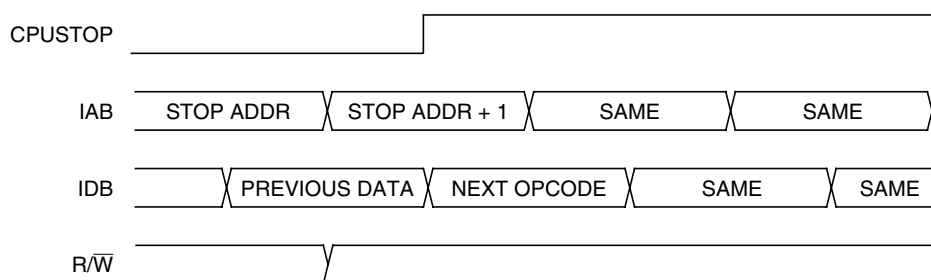 CPUSTOP
IAB STOP ADDR STOP ADDR + 1 SAME SAME
IDB PREVIOUS DATA NEXT OPCODE SAME SAME
R/W̅